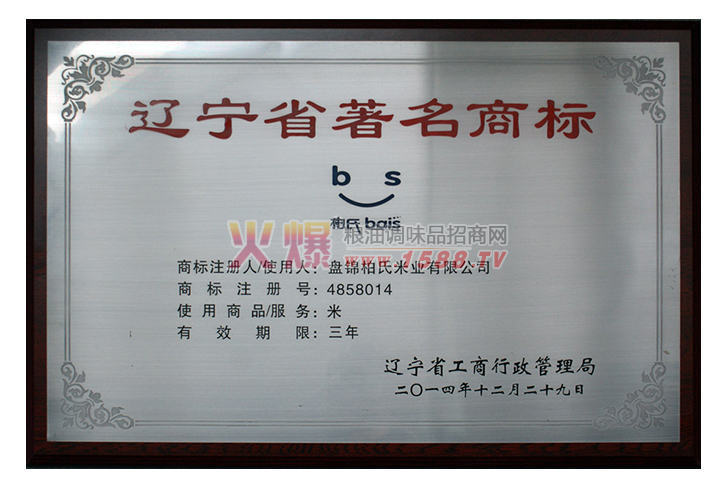 辽宁省著名商标
b s
柏氏 bais
火爆 粮油调味品招商网
www.1588.TV
商标注册人/使用人：盘锦柏氏米业有限公司
商标注册号：4858014
使用商品/服务：米
有效期限：三年
辽宁省工商行政管理局
二〇一四年十二月二十九日